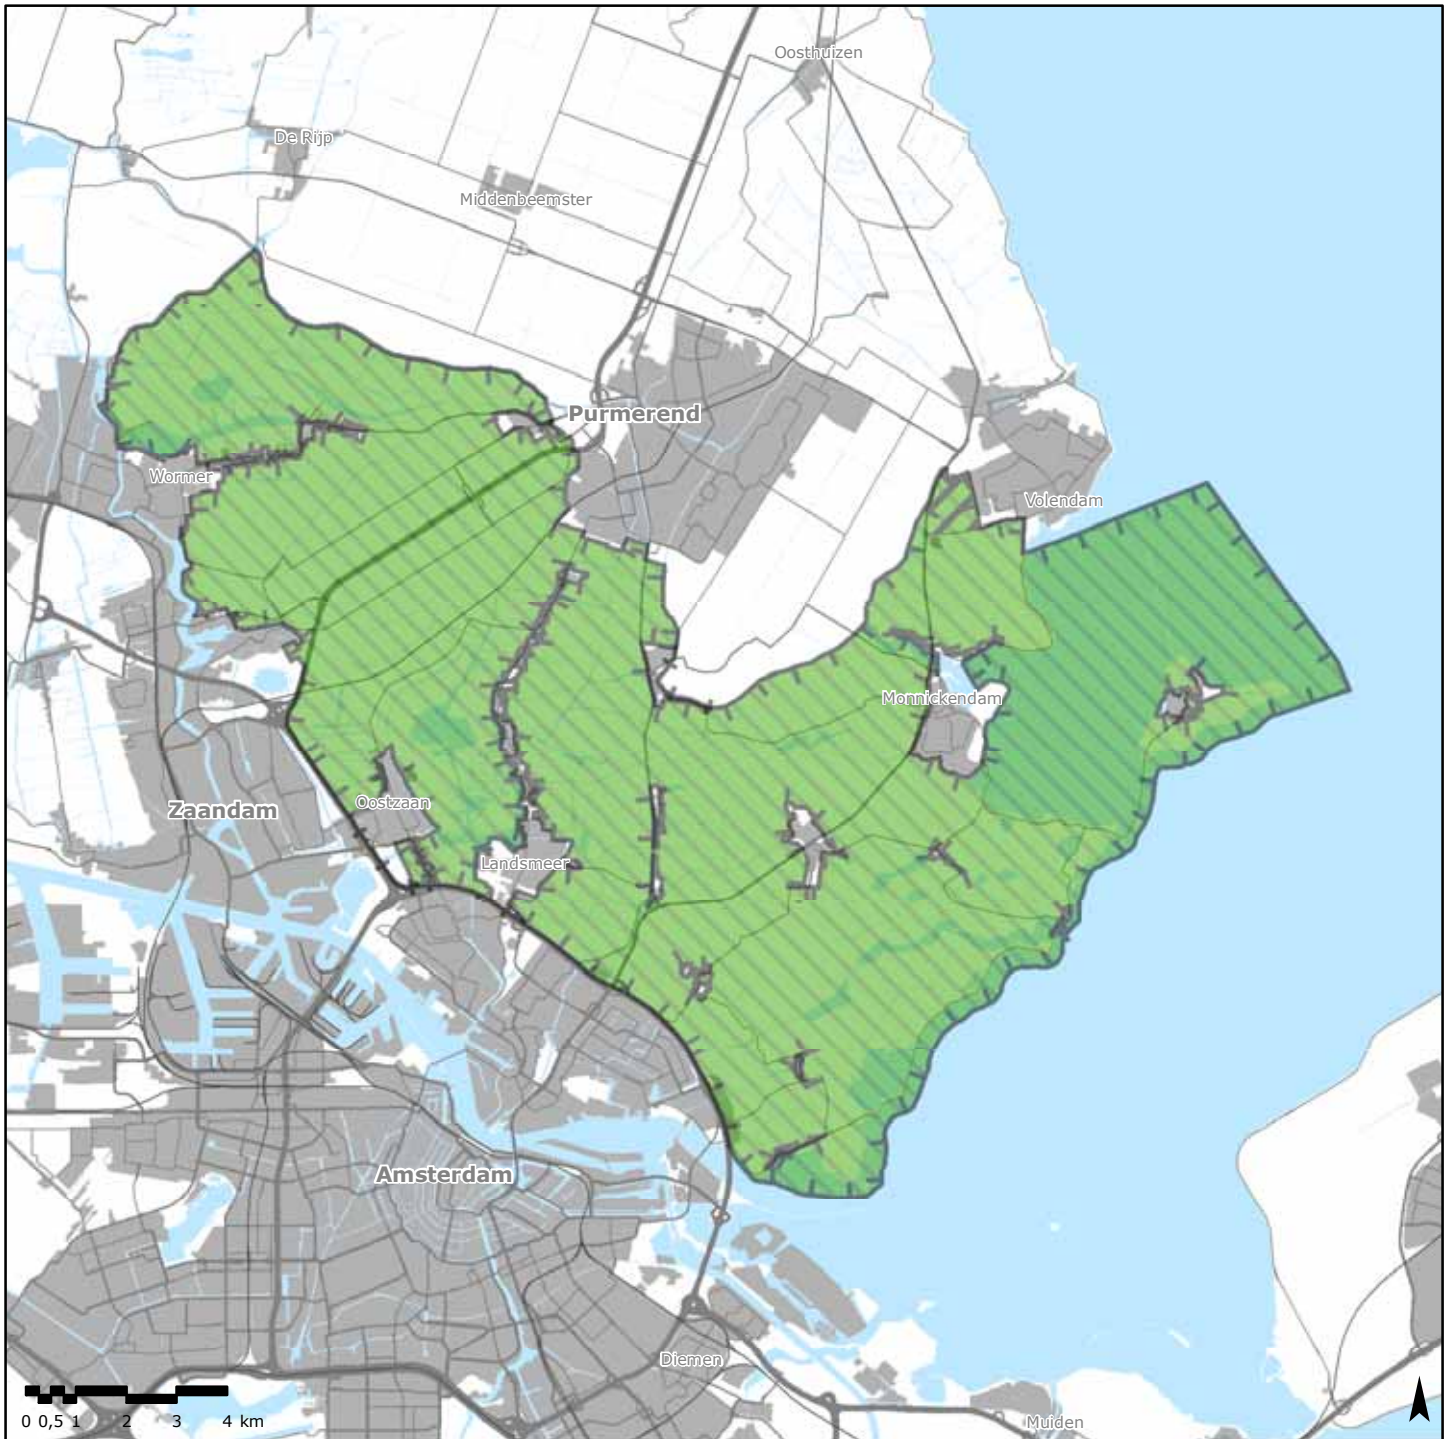 Oosthuizen
De Rijp
Middenbeemster
Purmerend
Wormer
Volendam
Monnickendam
Oostzaan
Zaandam
Landsmeer
Amsterdam
Diemen
Muiden
0 0,5 1 2 3 4 km